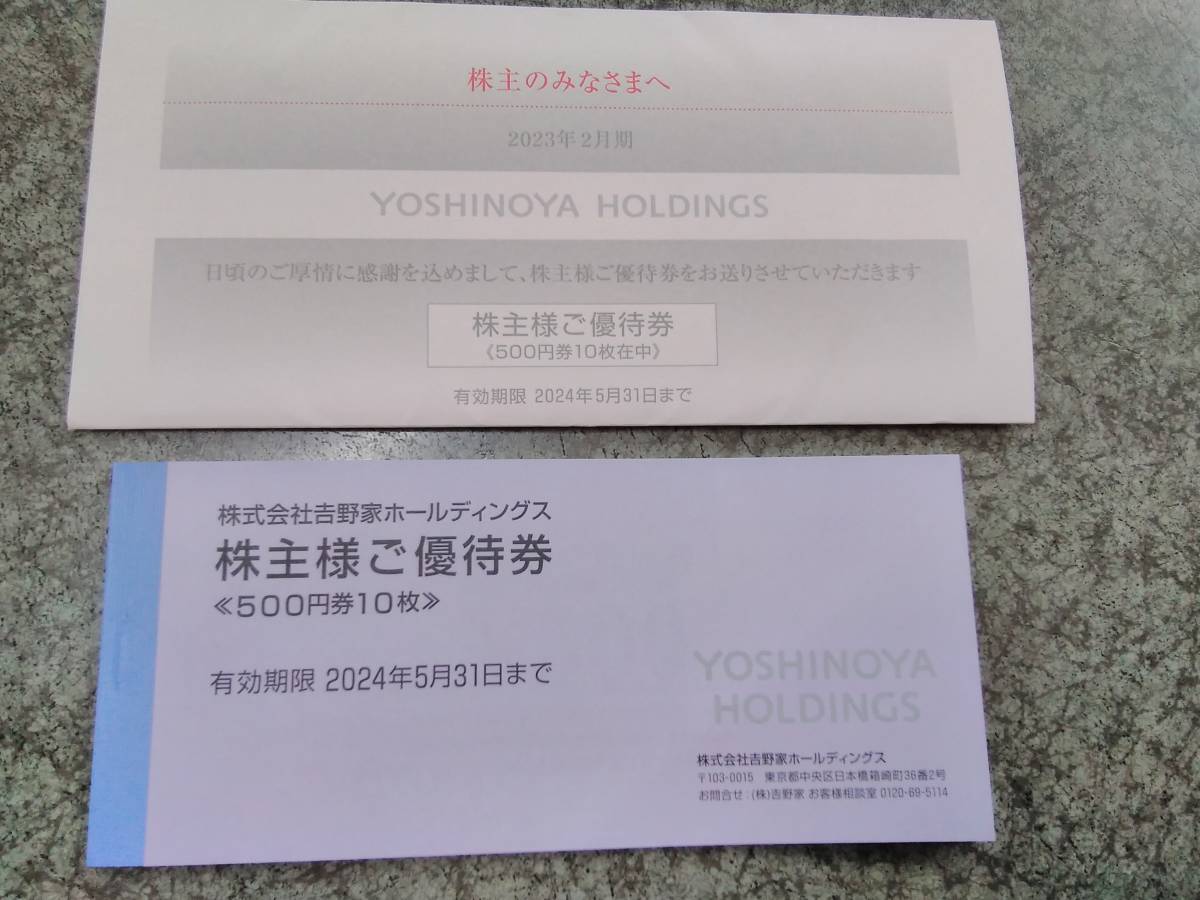 株主のみなさまへ
2023年2月期
YOSHINOYA HOLDINGS
日頃のご厚情に感謝を込めまして、株主様ご優待券をお送りさせていただきます
株主様ご優待券
《500円券10枚在中》
有効期限 2024年5月31日まで
株式会社𠮷野家ホールディングス
株主様ご優待券
≪500円券10枚≫
有効期限 2024年5月31日まで
YOSHINOYA
HOLDINGS
株式会社𠮷野家ホールディングス
〒103-0015 東京都中央区日本橋箱崎町36番2号
お問合せ:(株)𠮷野家 お客様相談室 0120-69-5114